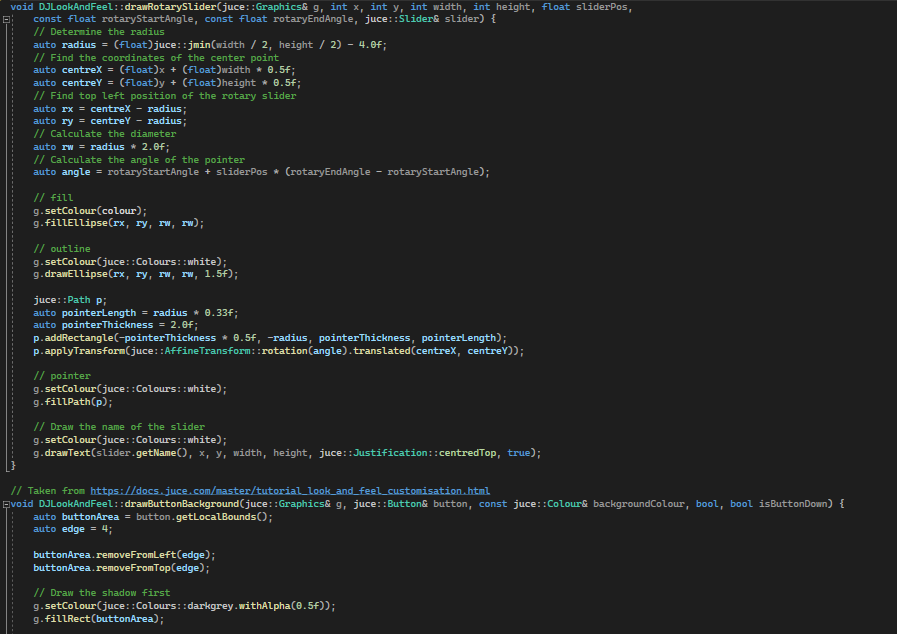 void DJLookAndFeel::drawRotarySlider(juce::Graphics& g, int x, int y, int width, int height, float sliderPos,
    const float rotaryStartAngle, const float rotaryEndAngle, juce::Slider& slider) {
    // Determine the radius
    auto radius = (float)juce::jmin(width / 2, height / 2) - 4.0f;
    // Find the coordinates of the center point
    auto centreX = (float)x + (float)width * 0.5f;
    auto centreY = (float)y + (float)height * 0.5f;
    // Find top left position of the rotary slider
    auto rx = centreX - radius;
    auto ry = centreY - radius;
    // Calculate the diameter
    auto rw = radius * 2.0f;
    // Calculate the angle of the pointer
    auto angle = rotaryStartAngle + sliderPos * (rotaryEndAngle - rotaryStartAngle);

    // fill
    g.setColour(colour);
    g.fillEllipse(rx, ry, rw, rw);

    // outline
    g.setColour(juce::Colours::white);
    g.drawEllipse(rx, ry, rw, rw, 1.5f);

    juce::Path p;
    auto pointerLength = radius * 0.33f;
    auto pointerThickness = 2.0f;
    p.addRectangle(-pointerThickness * 0.5f, -radius, pointerThickness, pointerLength);
    p.applyTransform(juce::AffineTransform::rotation(angle).translated(centreX, centreY));

    // pointer
    g.setColour(juce::Colours::white);
    g.fillPath(p);

    // Draw the name of the slider
    g.setColour(juce::Colours::white);
    g.drawText(slider.getName(), x, y, width, height, juce::Justification::centredTop, true);
}

// Taken from https://docs.juce.com/master/tutorial_look_and_feel_customisation.html
void DJLookAndFeel::drawButtonBackground(juce::Graphics& g, juce::Button& button, const juce::Colour& backgroundColour, bool, bool isButtonDown) {
    auto buttonArea = button.getLocalBounds();
    auto edge = 4;

    buttonArea.removeFromLeft(edge);
    buttonArea.removeFromTop(edge);

    // Draw the shadow first
    g.setColour(juce::Colours::darkgrey.withAlpha(0.5f));
    g.fillRect(buttonArea);